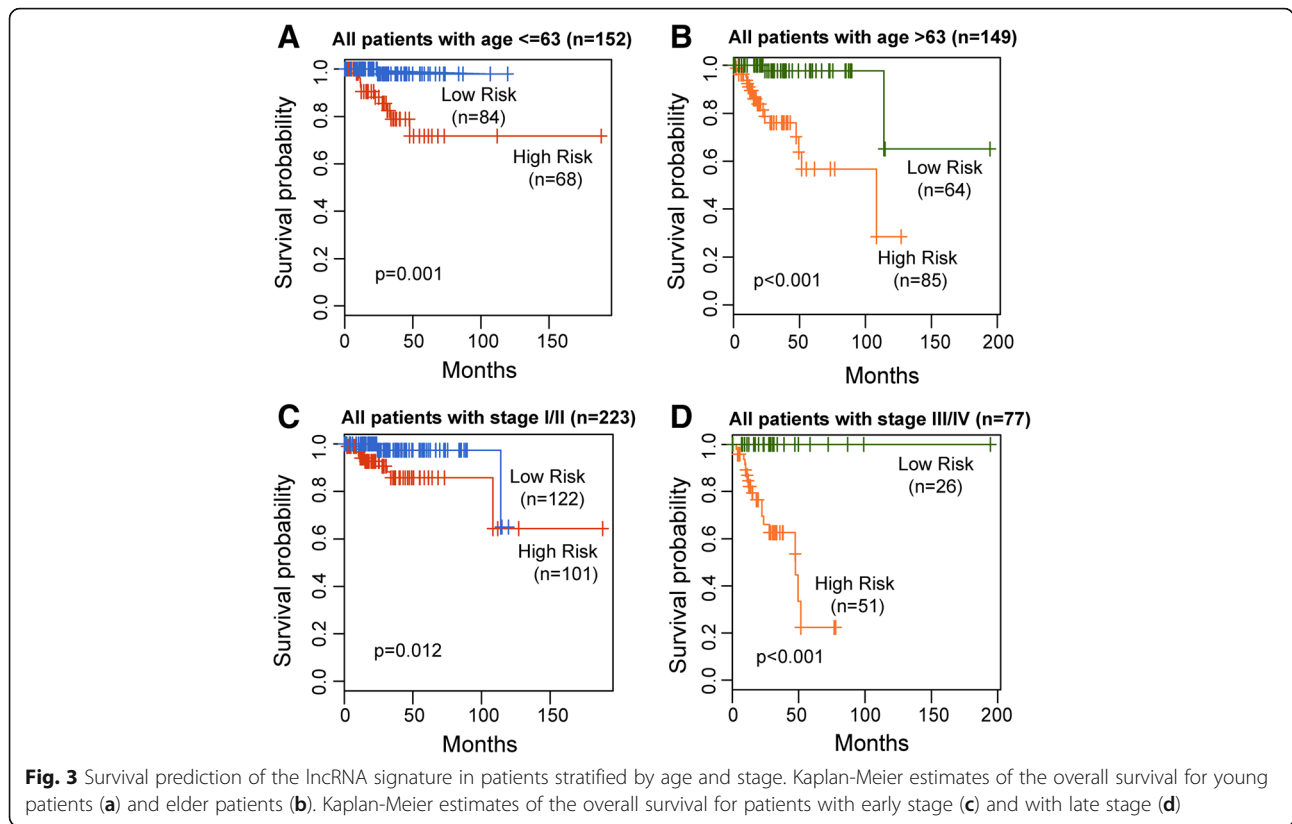 A
All patients with age <=63 (n=152)
Survival probability
1.0
0.8
0.6
0.4
0.2
0.0
Low Risk
(n=84)
High Risk
(n=68)
p=0.001
0 50 100 150
Months
B
All patients with age >63 (n=149)
Survival probability
1.0
0.8
0.6
0.4
0.2
0.0
Low Risk
(n=64)
High Risk
(n=85)
p<0.001
0 50 100 150 200
Months
C
All patients with stage I/II (n=223)
Survival probability
1.0
0.8
0.6
0.4
0.2
0.0
Low Risk
(n=122)
High Risk
(n=101)
p=0.012
0 50 100 150
Months
D
All patients with stage III/IV (n=77)
Survival probability
1.0
0.8
0.6
0.4
0.2
0.0
Low Risk
(n=26)
High Risk
(n=51)
p<0.001
0 50 100 150 200
Months
Fig. 3 Survival prediction of the lncRNA signature in patients stratified by age and stage. Kaplan-Meier estimates of the overall survival for young
patients (a) and elder patients (b). Kaplan-Meier estimates of the overall survival for patients with early stage (c) and with late stage (d)